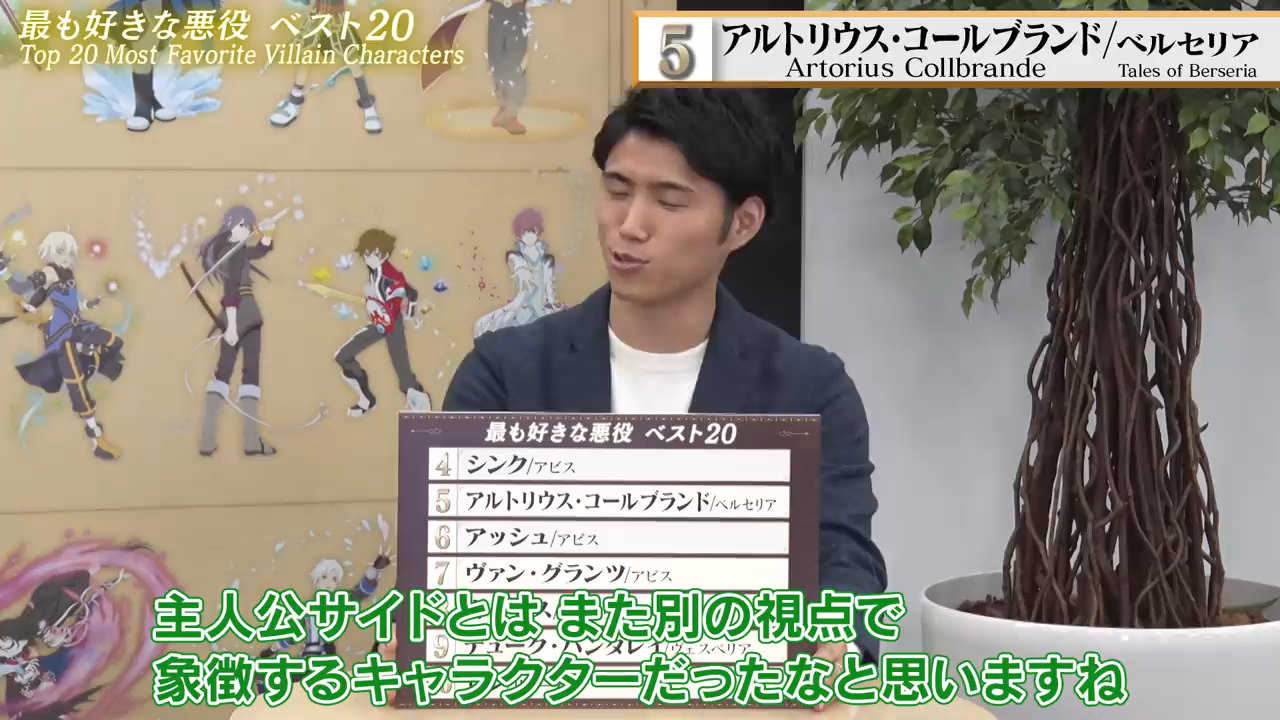 最も好きな悪役 ベスト20
Top 20 Most Favorite Villain Characters
5 アルトリウス・コールブランド/ベルセリア
Artorius Collbrande Tales of Berseria
最も好きな悪役 ベスト20
4 シンク/アビス
5 アルトリウス・コールブランド/ベルセリア
6 アッシュ/アビス
7 ヴァン・グランツ/アビス
9 デューク・バンタレイ/ヴェスペリア
主人公サイドとは また別の視点で
象徴するキャラクターだったなと思いますね